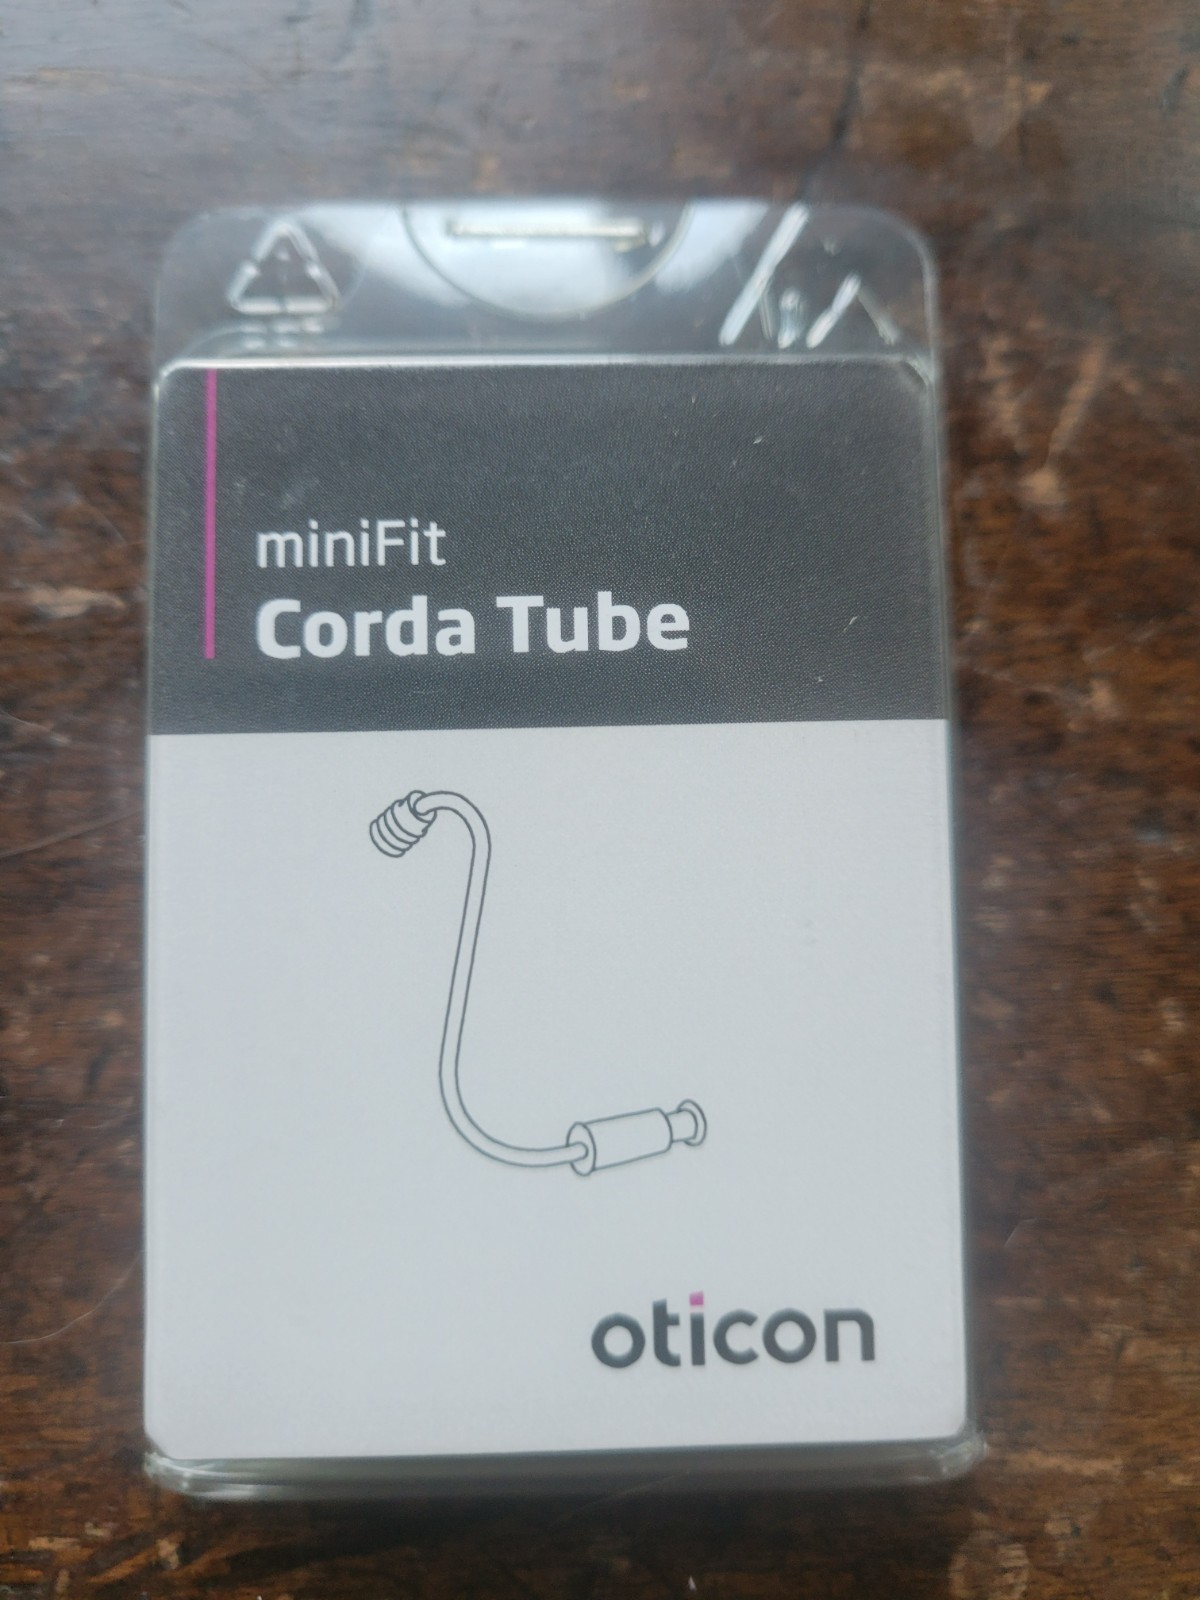 miniFit
Corda Tube
oticon